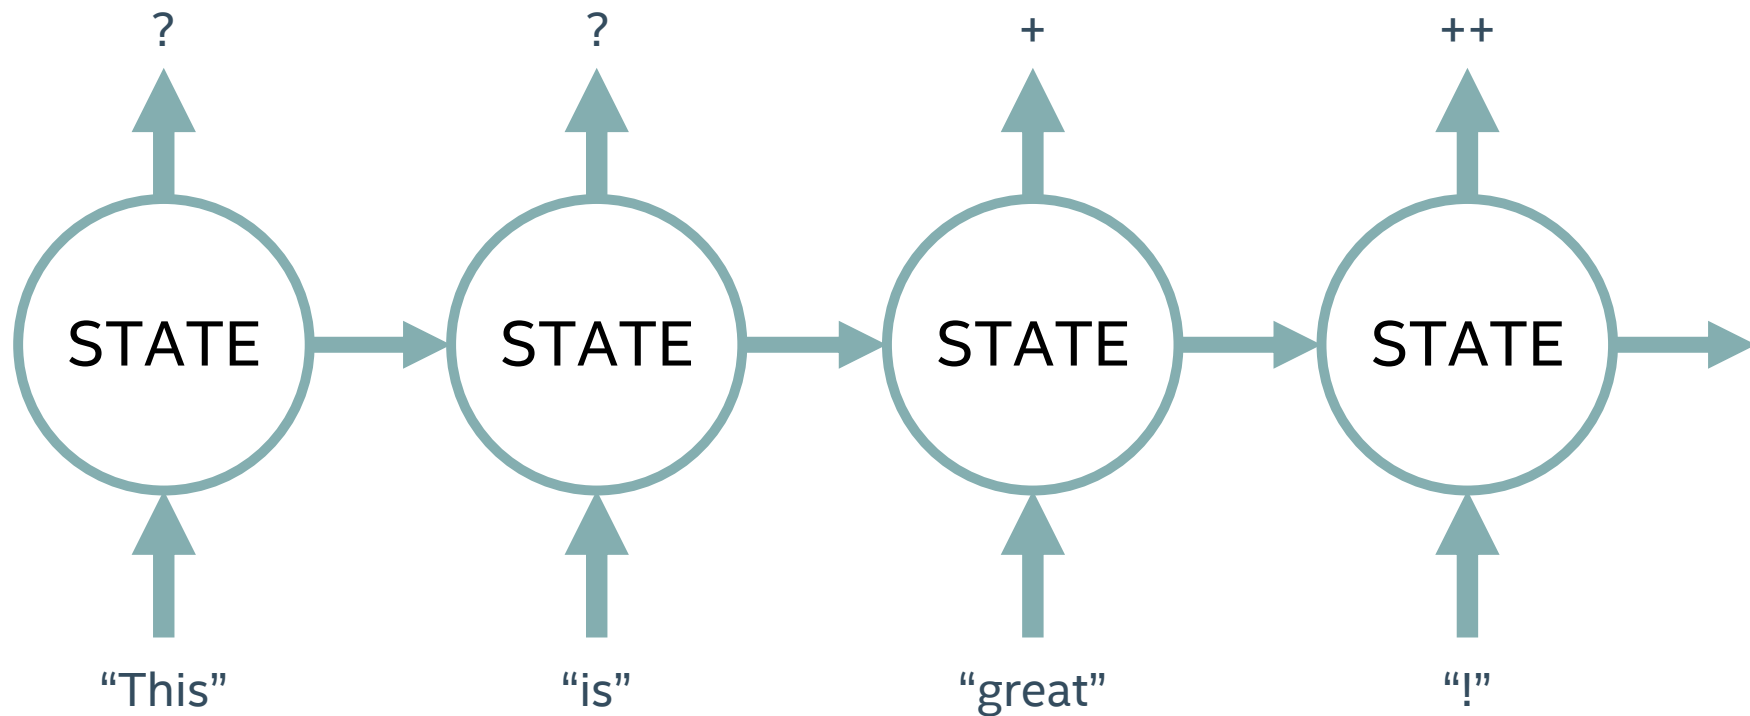 ? ? + ++
STATE STATE STATE STATE
“This” “is” “great” “!”